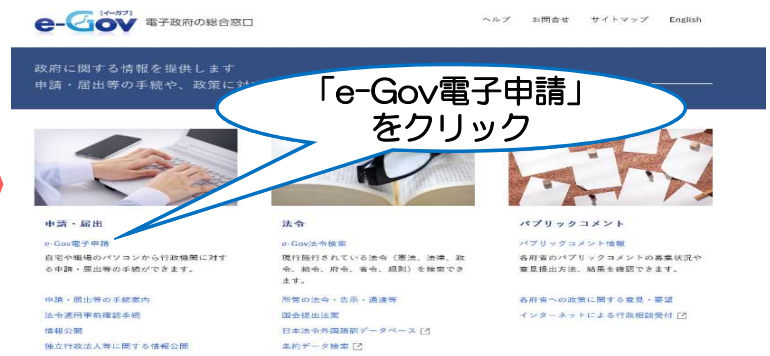 [イーガブ]
e-Gov 電子政府の総合窓口
ヘルプ お問合せ サイトマップ English
政府に関する情報を提供します
申請・届出等の手続や、政策に対
「e-Gov電子申請」
をクリック
申請・届出
e-Gov電子申請
自宅や職場のパソコンから行政機関に対す
る申請・届出等の手続ができます。
申請・届出等の手続案内
法令適用事前確認手続
情報公開
独立行政法人等に関する情報公開
法令
e-Gov法令検索
現行施行されている法令（憲法、法律、政
令、勅令、府令、省令、規則）を検索でき
ます。
所管の法令・告示・通達等
国会提出法案
日本法令外国語訳データベース
条約データ検索
パブリックコメント
パブリックコメント情報
各府省のパブリックコメントの募集状況や
意見提出方法、結果を確認できます。
各府省への政策に関する意見・要望
インターネットによる行政相談受付